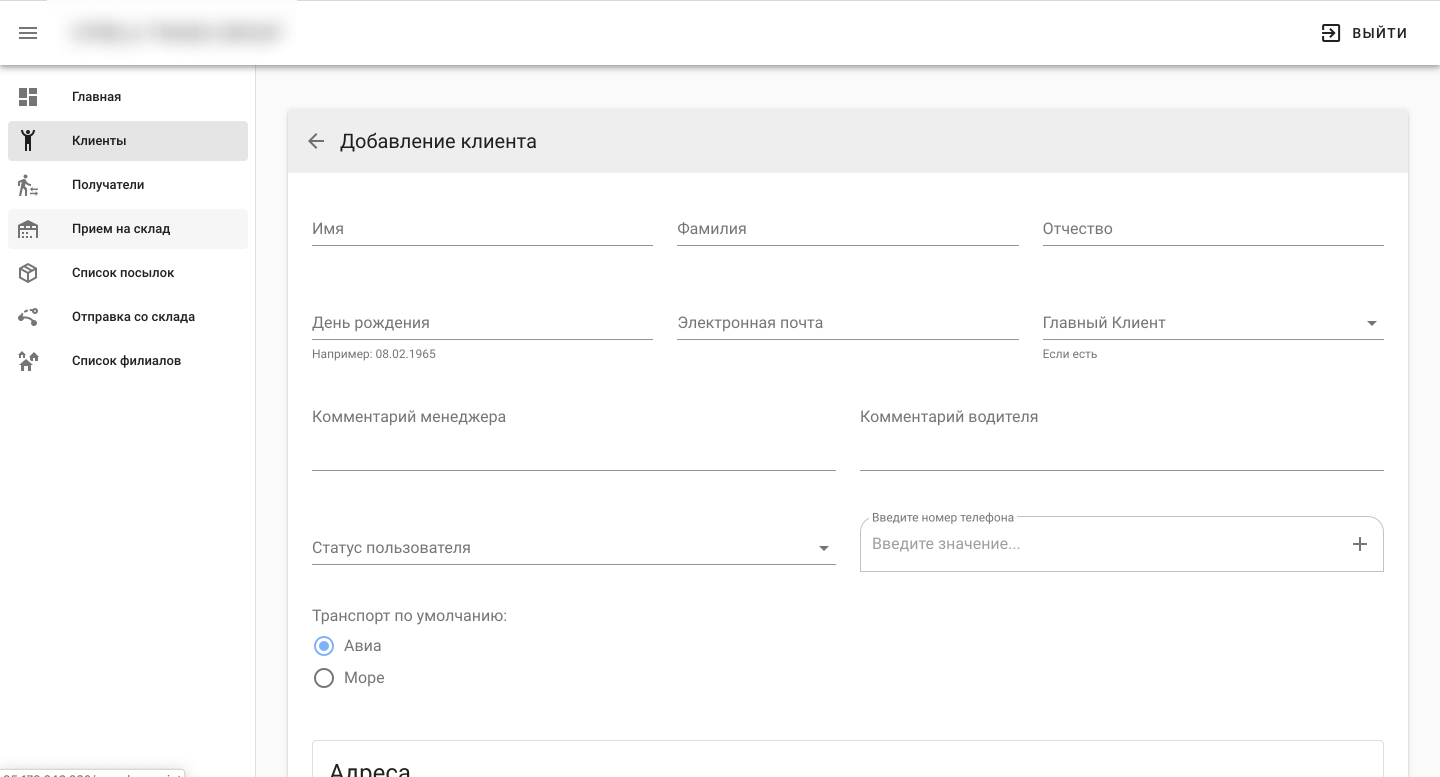 ВЫЙТИ
Главная
Клиенты
Получатели
Прием на склад
Список посылок
Отправка со склада
Список филиалов
Добавление клиента
Имя Фамилия Отчество
День рождения Электронная почта Главный Клиент
Например: 08.02.1965 Если есть
Комментарий менеджера Комментарий водителя
Введите номер телефона
Статус пользователя Введите значение...
Транспорт по умолчанию:
Авиа
Море
Адреса